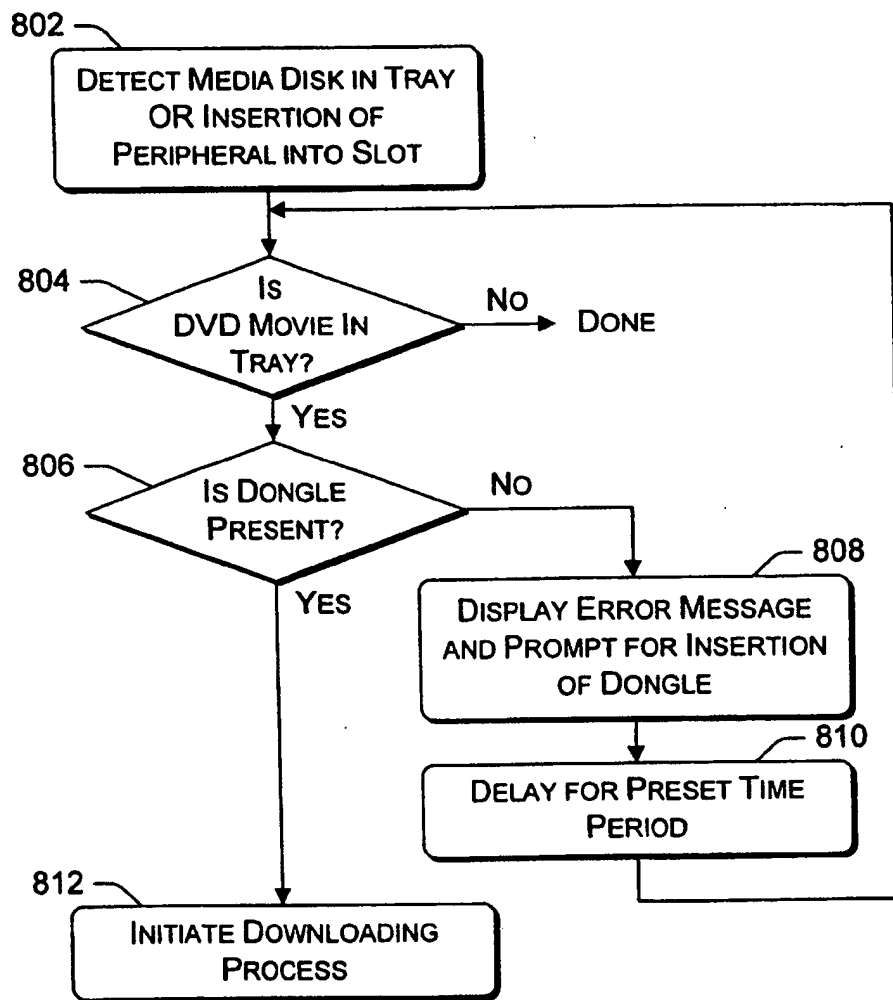 802
DETECT MEDIA DISK IN TRAY
OR INSERTION OF
PERIPHERAL INTO SLOT
804
IS
DVD MOVIE IN
TRAY?
NO
DONE
YES
806
IS DONGLE
PRESENT?
NO
YES
808
DISPLAY ERROR MESSAGE
AND PROMPT FOR INSERTION
OF DONGLE
810
DELAY FOR PRESET TIME
PERIOD
812
INITIATE DOWNLOADING
PROCESS